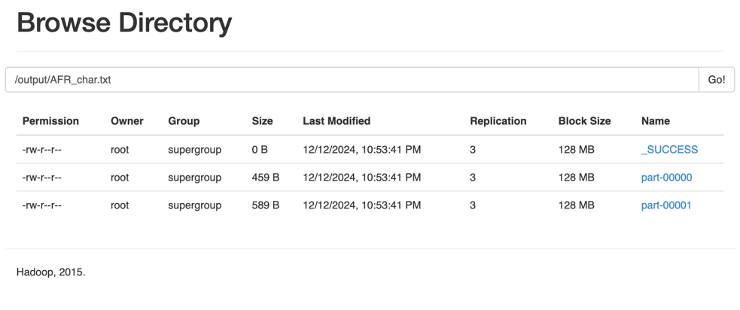 Browse Directory
/output/AFR_char.txt Go!
Permission Owner Group Size Last Modified Replication Block Size Name
-rw-r--r-- root supergroup 0 B 12/12/2024, 10:53:41 PM 3 128 MB _SUCCESS
-rw-r--r-- root supergroup 459 B 12/12/2024, 10:53:41 PM 3 128 MB part-00000
-rw-r--r-- root supergroup 589 B 12/12/2024, 10:53:41 PM 3 128 MB part-00001
Hadoop, 2015.